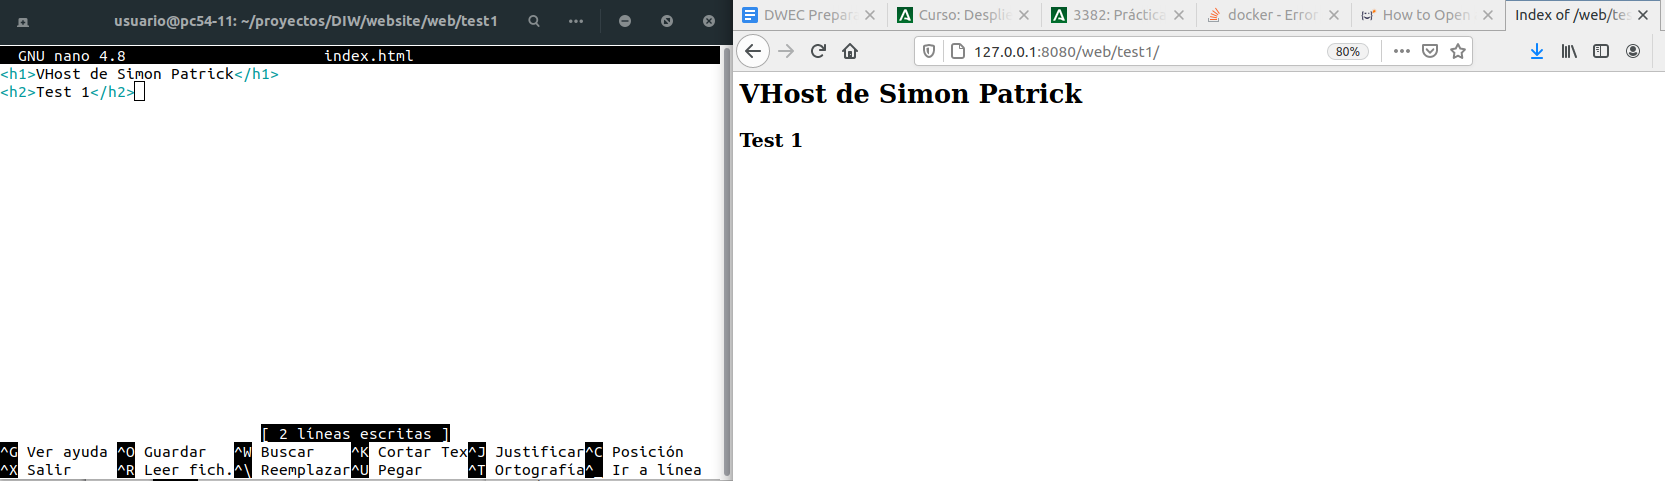 usuario@pc54-11: ~/proyectos/DIW/website/web/test1
GNU nano 4.8 index.html
<h1>VHost de Simon Patrick</h1>
<h2>Test 1</h2>
[ 2 líneas escritas ]
^G Ver ayuda ^O Guardar ^W Buscar ^K Cortar Tex^J Justificar^C Posición
^X Salir ^R Leer fich.^\ Reemplazar^U Pegar ^T Ortografía^_ Ir a línea
DWEC Prepara
Curso: Desplie
3382: Práctica
docker - Error
How to Open
Index of /web/tes
127.0.0.1:8080/web/test1/
80%
VHost de Simon Patrick
Test 1